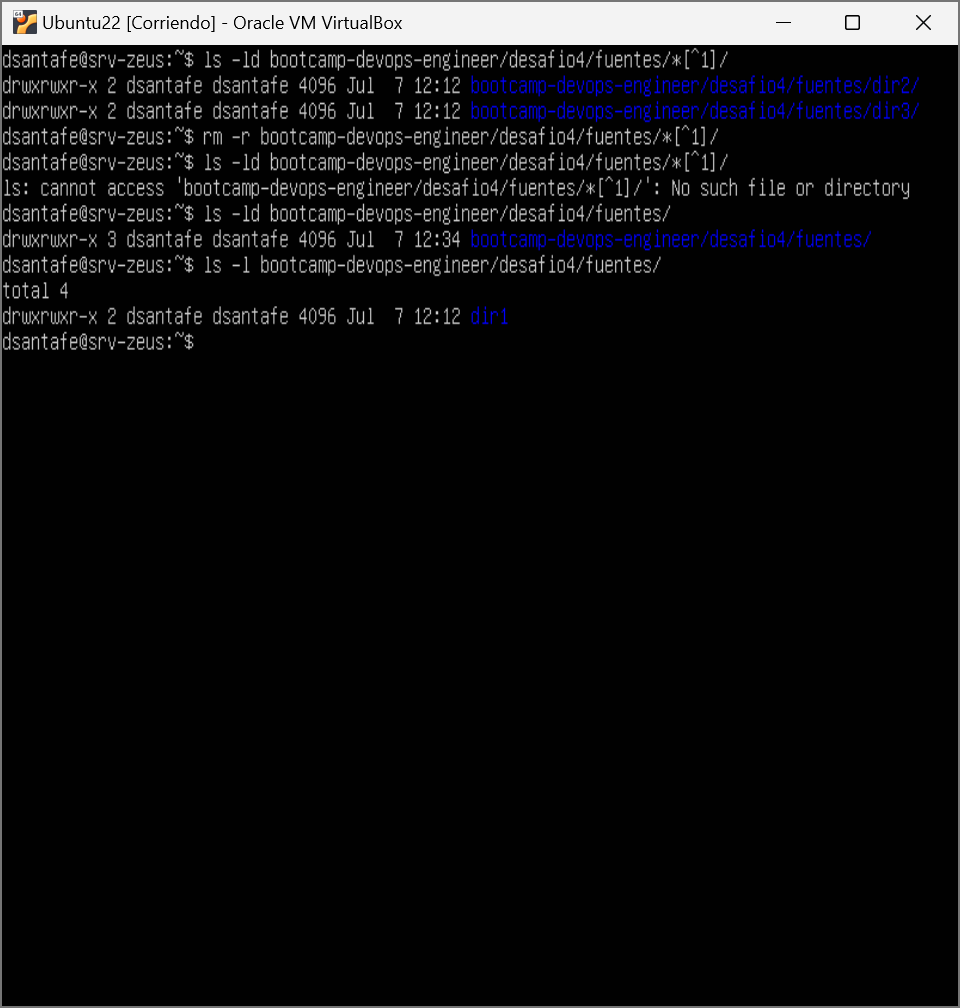 Ubuntu22 [Corriendo] - Oracle VM VirtualBox
dsantafe@srv-zeus:~$ ls -ld bootcamp-devops-engineer/desafio4/fuentes/*[^1]/
drwxrwxr-x 2 dsantafe dsantafe 4096 Jul  7 12:12 bootcamp-devops-engineer/desafio4/fuentes/dir2/
drwxrwxr-x 2 dsantafe dsantafe 4096 Jul  7 12:12 bootcamp-devops-engineer/desafio4/fuentes/dir3/
dsantafe@srv-zeus:~$ rm -r bootcamp-devops-engineer/desafio4/fuentes/*[^1]/
dsantafe@srv-zeus:~$ ls -ld bootcamp-devops-engineer/desafio4/fuentes/*[^1]/
ls: cannot access 'bootcamp-devops-engineer/desafio4/fuentes/*[^1]/': No such file or directory
dsantafe@srv-zeus:~$ ls -ld bootcamp-devops-engineer/desafio4/fuentes/
drwxrwxr-x 3 dsantafe dsantafe 4096 Jul  7 12:34 bootcamp-devops-engineer/desafio4/fuentes/
dsantafe@srv-zeus:~$ ls -l bootcamp-devops-engineer/desafio4/fuentes/
total 4
drwxrwxr-x 2 dsantafe dsantafe 4096 Jul  7 12:12 dir1
dsantafe@srv-zeus:~$